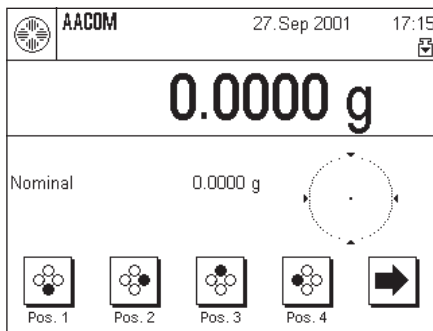 AACOM 27.Sep 2001 17:15
0.0000 g
Nominal 0.0000 g
Pos. 1 Pos. 2 Pos. 3 Pos. 4